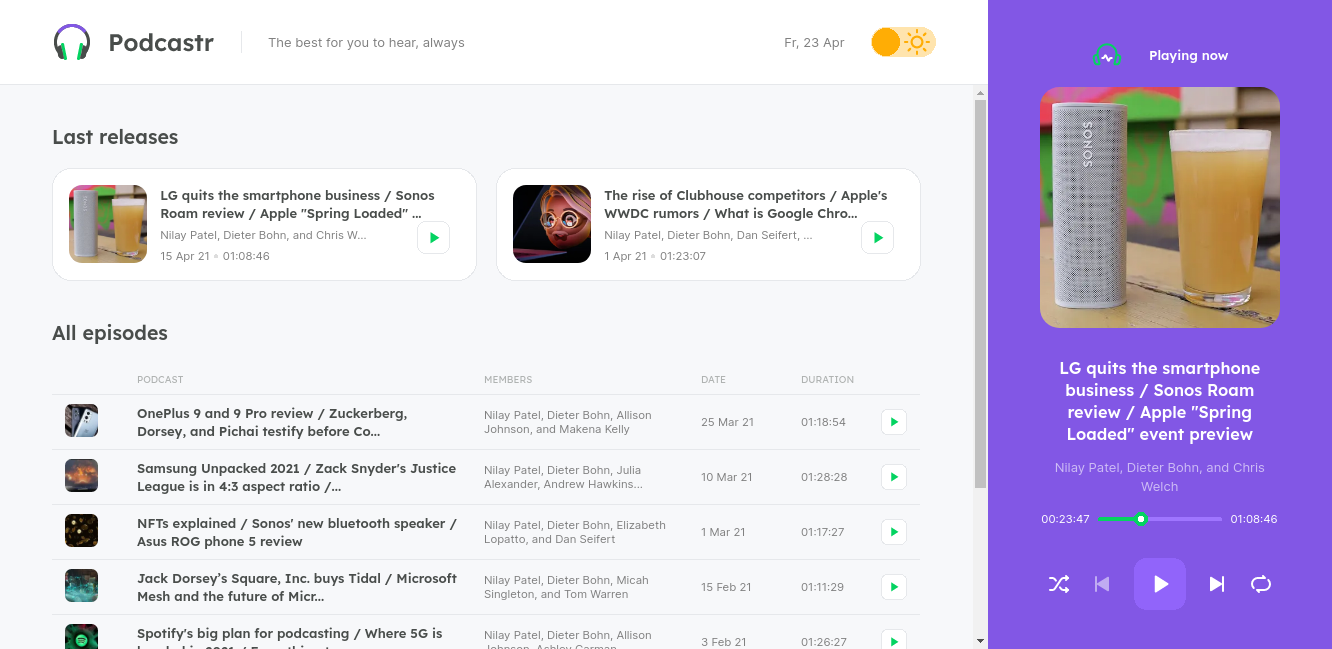 Podcastr
The best for you to hear, always
Fr, 23 Apr
Last releases
LG quits the smartphone business / Sonos
Roam review / Apple "Spring Loaded" ...
Nilay Patel, Dieter Bohn, and Chris W...
15 Apr 21 • 01:08:46
The rise of Clubhouse competitors / Apple's
WWDC rumors / What is Google Chro...
Nilay Patel, Dieter Bohn, Dan Seifert, ...
1 Apr 21 • 01:23:07
All episodes
PODCAST MEMBERS DATE DURATION
OnePlus 9 and 9 Pro review / Zuckerberg,
Dorsey, and Pichai testify before Co...
Nilay Patel, Dieter Bohn, Allison
Johnson, and Makena Kelly
25 Mar 21
01:18:54
Samsung Unpacked 2021 / Zack Snyder's Justice
League is in 4:3 aspect ratio /...
Nilay Patel, Dieter Bohn, Julia
Alexander, Andrew Hawkins...
10 Mar 21
01:28:28
NFTs explained / Sonos' new bluetooth speaker /
Asus ROG phone 5 review
Nilay Patel, Dieter Bohn, Elizabeth
Lopatto, and Dan Seifert
1 Mar 21
01:17:27
Jack Dorsey’s Square, Inc. buys Tidal / Microsoft
Mesh and the future of Micr...
Nilay Patel, Dieter Bohn, Micah
Singleton, and Tom Warren
15 Feb 21
01:11:29
Spotify's big plan for podcasting / Where 5G is
Nilay Patel, Dieter Bohn, Allison
3 Feb 21
01:26:27
Playing now
SONOS
LG quits the smartphone
business / Sonos Roam
review / Apple "Spring
Loaded" event preview
Nilay Patel, Dieter Bohn, and Chris
Welch
00:23:47
01:08:46